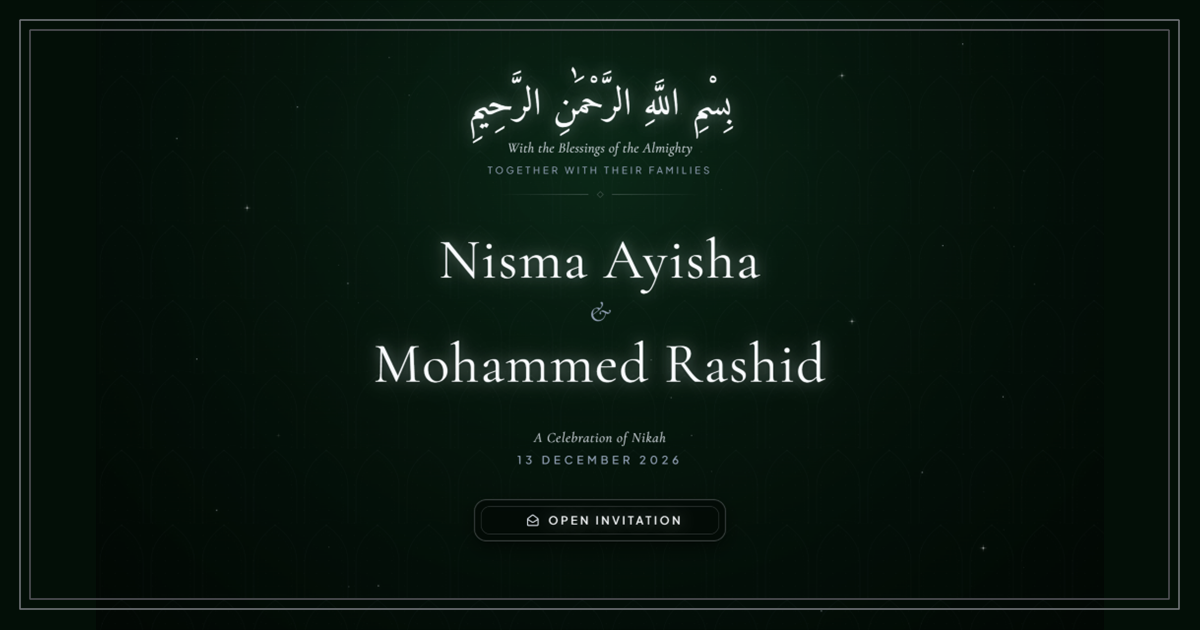 بِسْمِ اللَّهِ الرَّحْمَٰنِ الرَّحِيمِ
With the Blessings of the Almighty
TOGETHER WITH THEIR FAMILIES
Nisma Ayisha
&
Mohammed Rashid
A Celebration of Nikah
13 DECEMBER 2026
OPEN INVITATION